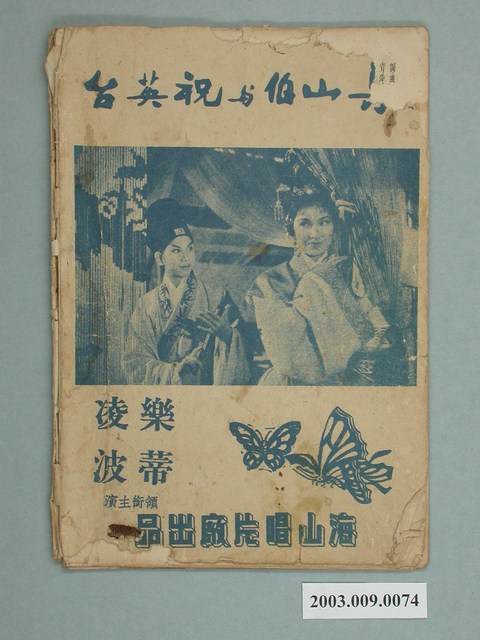 山伯与祝英台
樂蒂
凌波
領銜主演
海山唱片廠出品
2003.009.0074